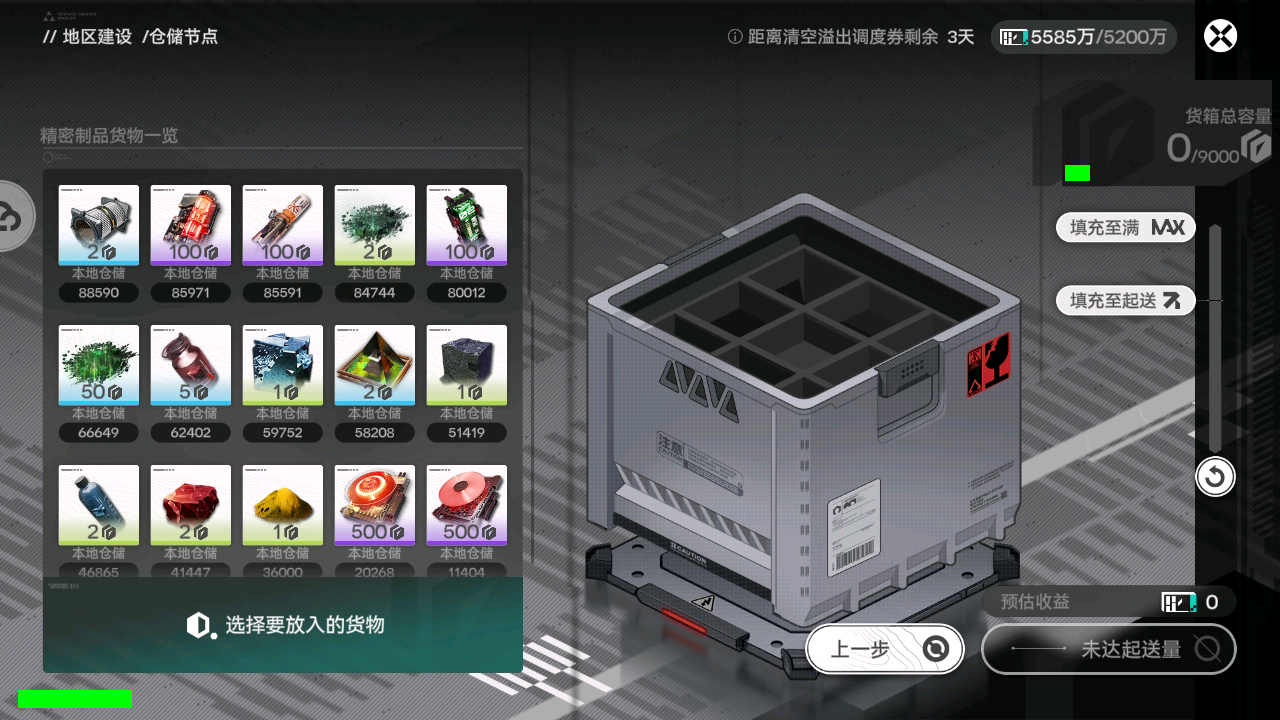 // 地区建设 /仓储节点
距离清空溢出调度券剩余 3天
5585万/5200万
精密制品货物一览
货箱总容量
0/9000
填充至满 MAX
填充至起送
2 100 100 2 100
本地仓储 本地仓储 本地仓储 本地仓储 本地仓储
88590 85971 85591 84744 80012
50 5 1 2 1
本地仓储 本地仓储 本地仓储 本地仓储 本地仓储
66649 62402 59752 58208 51419
2 2 1 500 500
本地仓储 本地仓储 本地仓储 本地仓储 本地仓储
46865 41447 36000 20268 11404
选择要放入的货物
注意
CAUTION
预估收益 0
上一步
未达起送量